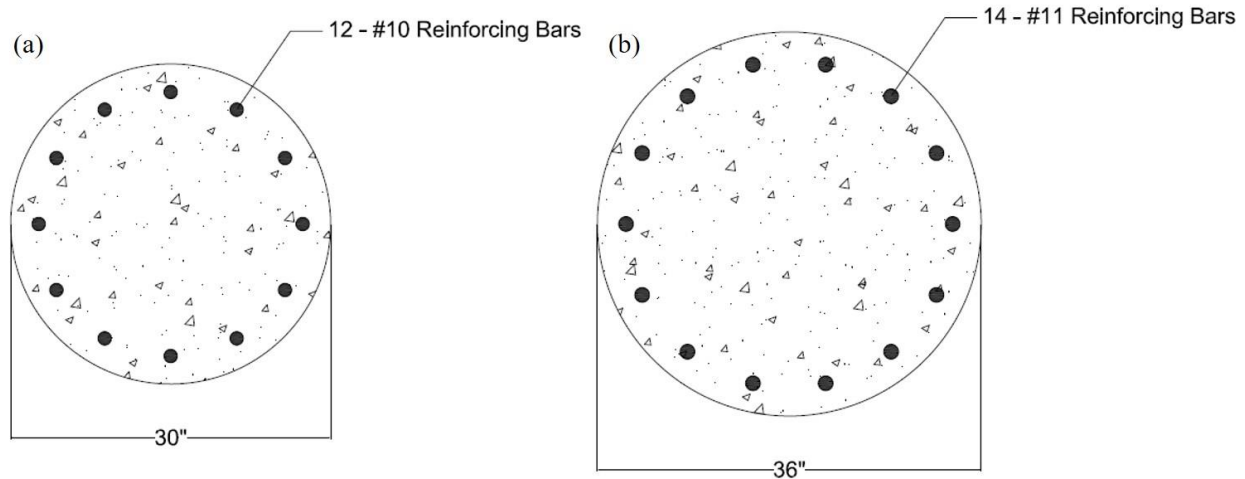 (a)
12 - #10 Reinforcing Bars
30"
(b)
14 - #11 Reinforcing Bars
36"